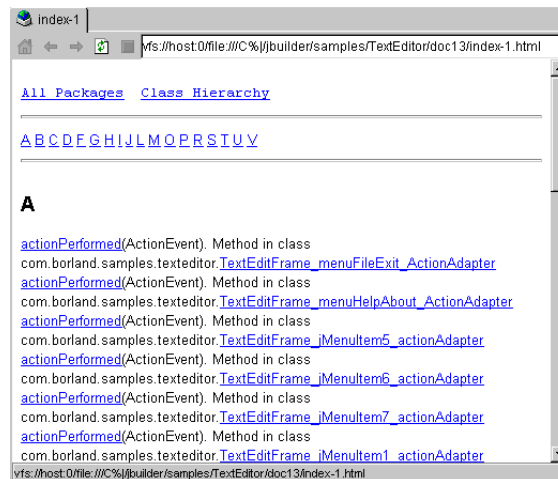 index-1
vfs://host:0/file:///C%|/jbuilder/samples/TextEditor/doc13/index-1.html
All Packages Class Hierarchy
A B C D F G H I J L M O P R S T U V
A
actionPerformed(ActionEvent). Method in class
com.borland.samples.texteditor.TextEditFrame_menuFileExit_ActionAdapter
actionPerformed(ActionEvent). Method in class
com.borland.samples.texteditor.TextEditFrame_menuHelpAbout_ActionAdapter
actionPerformed(ActionEvent). Method in class
com.borland.samples.texteditor.TextEditFrame_jMenuItem5_actionAdapter
actionPerformed(ActionEvent). Method in class
com.borland.samples.texteditor.TextEditFrame_jMenuItem6_actionAdapter
actionPerformed(ActionEvent). Method in class
com.borland.samples.texteditor.TextEditFrame_jMenuItem7_actionAdapter
actionPerformed(ActionEvent). Method in class
com.borland.samples.texteditor.TextEditFrame_jMenuItem1_actionAdapter
vfs://host:0/file:///C%|/jbuilder/samples/TextEditor/doc13/index-1.html